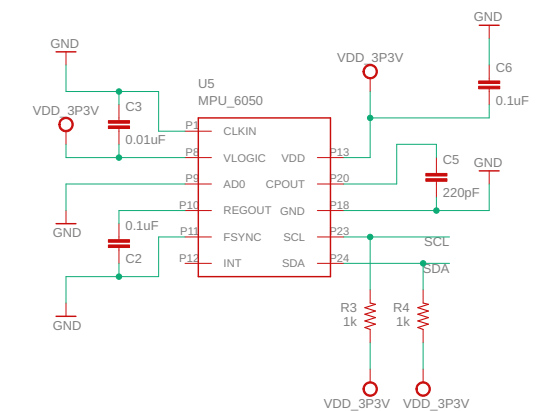 GND
GND
VDD_3P3V
C6
0.1uF
U5
MPU_6050
VDD_3P3V
C3
0.01uF
P1 CLKIN
P8 VLOGIC VDD P13
P9 AD0 CPOUT P20
P10 REGOUT GND P18
P11 FSYNC SCL P23
P12 INT SDA P24
C5
220pF
GND
GND
0.1uF
C2
GND
SCL
SDA
R3
1k
R4
1k
VDD_3P3V
VDD_3P3V